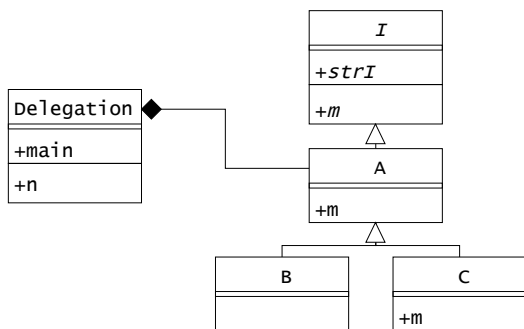 I
+strI
+m
Delegation
+main
+n
A
+m
B
C
+m